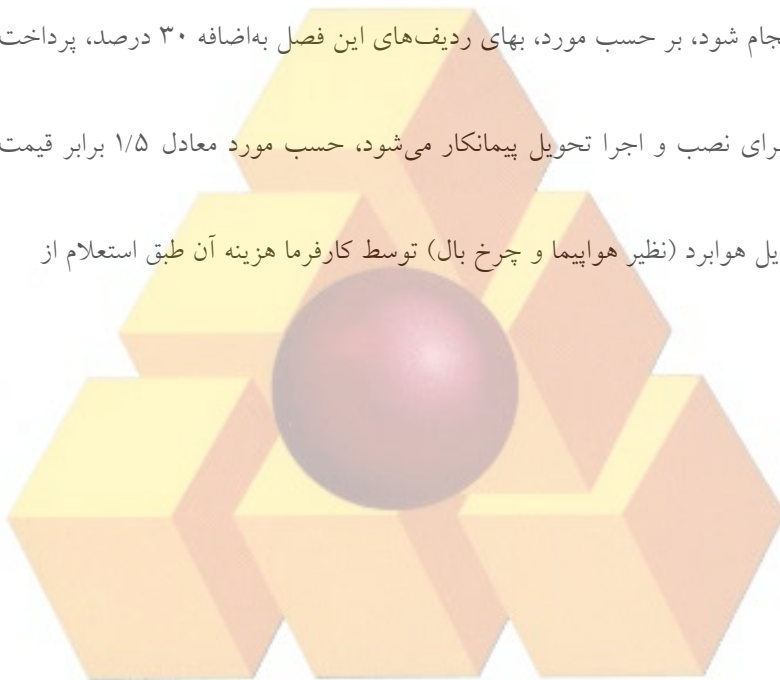 جام شود، بر حسب مورد، بهای ردیف‌های این فصل به‌اضافه ۳۰ درصد، پرداخت
رای نصب و اجرا تحویل پیمانکار می‌شود، حسب مورد معادل ۱/۵ برابر قیمت
یل هوابرد (نظیر هواپیما و چرخ بال) توسط کارفرما هزینه آن طبق استعلام از